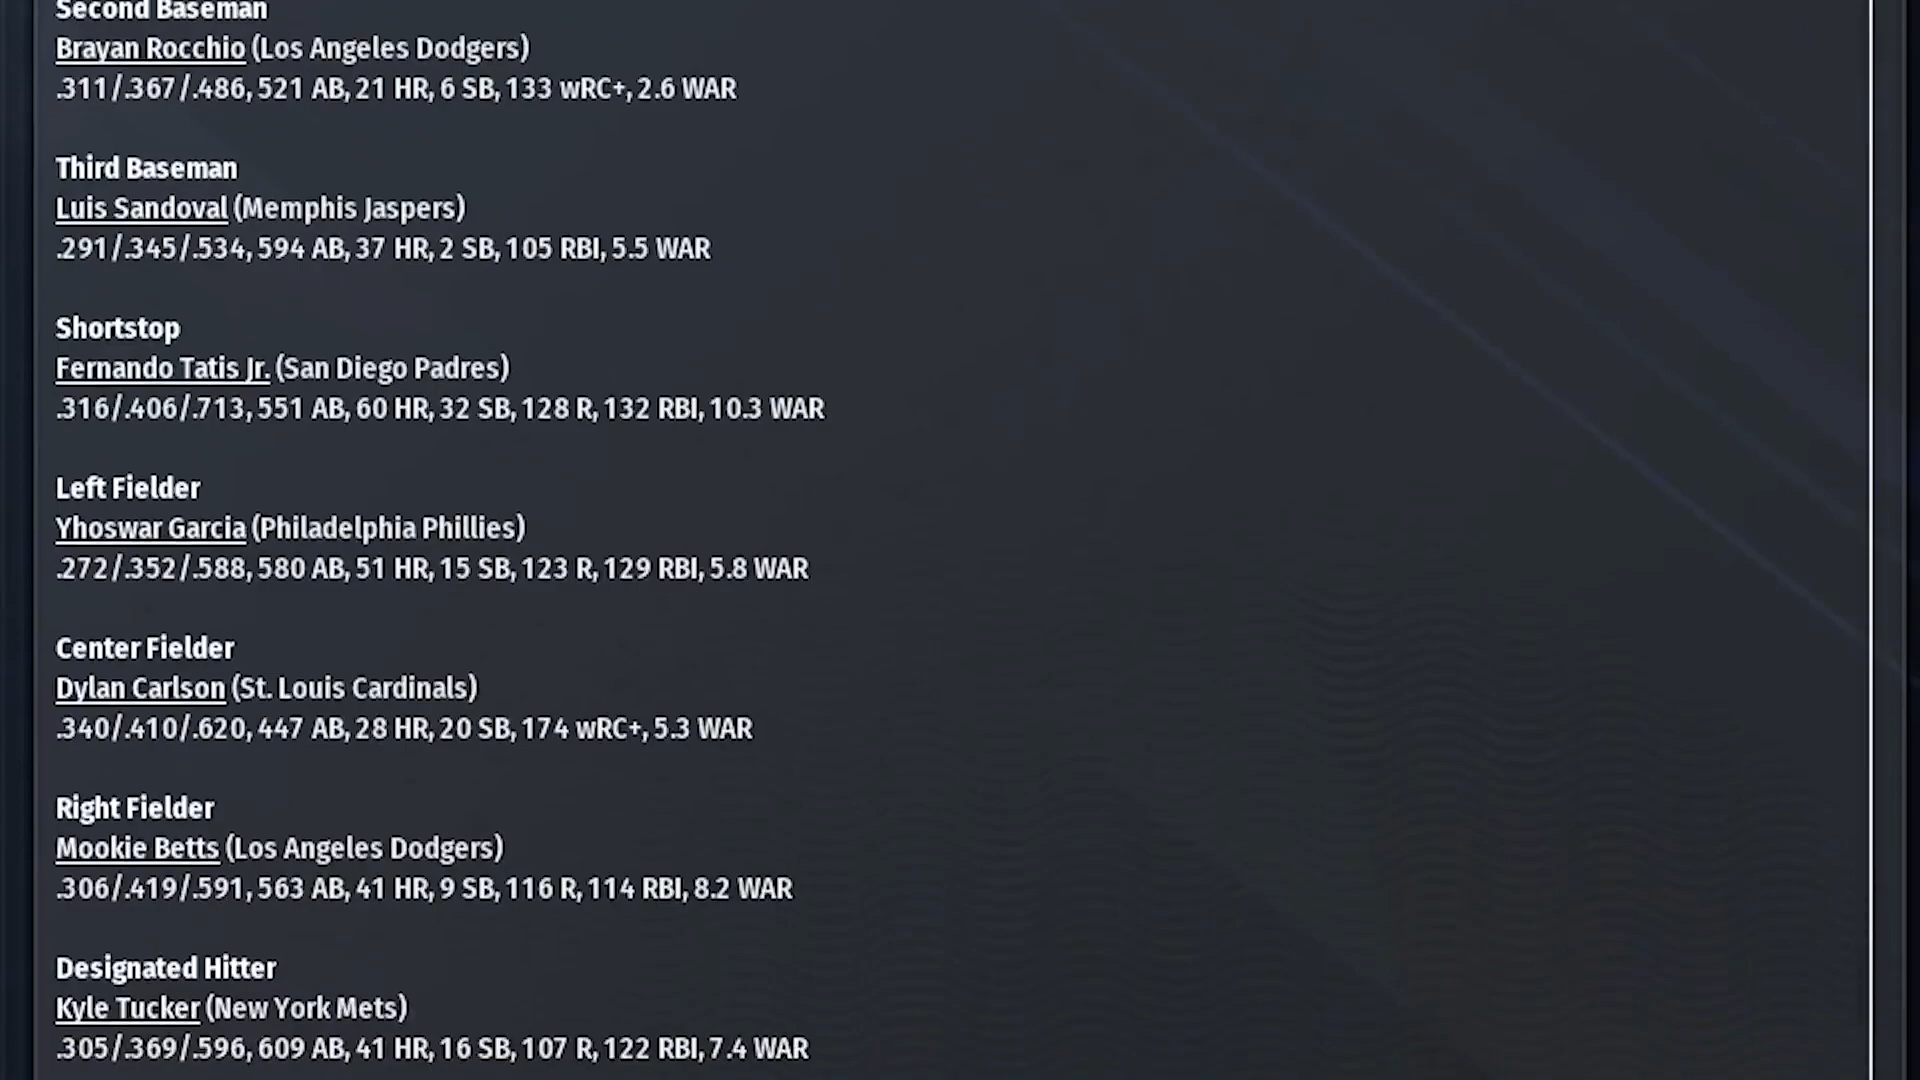 Second Baseman
Brayan Rocchio (Los Angeles Dodgers)
.311/.367/.486, 521 AB, 21 HR, 6 SB, 133 wRC+, 2.6 WAR
Third Baseman
Luis Sandoval (Memphis Jaspers)
.291/.345/.534, 594 AB, 37 HR, 2 SB, 105 RBI, 5.5 WAR
Shortstop
Fernando Tatis Jr. (San Diego Padres)
.316/.406/.713, 551 AB, 60 HR, 32 SB, 128 R, 132 RBI, 10.3 WAR
Left Fielder
Yhoswar Garcia (Philadelphia Phillies)
.272/.352/.588, 580 AB, 51 HR, 15 SB, 123 R, 129 RBI, 5.8 WAR
Center Fielder
Dylan Carlson (St. Louis Cardinals)
.340/.410/.620, 447 AB, 28 HR, 20 SB, 174 wRC+, 5.3 WAR
Right Fielder
Mookie Betts (Los Angeles Dodgers)
.306/.419/.591, 563 AB, 41 HR, 9 SB, 116 R, 114 RBI, 8.2 WAR
Designated Hitter
Kyle Tucker (New York Mets)
.305/.369/.596, 609 AB, 41 HR, 16 SB, 107 R, 122 RBI, 7.4 WAR